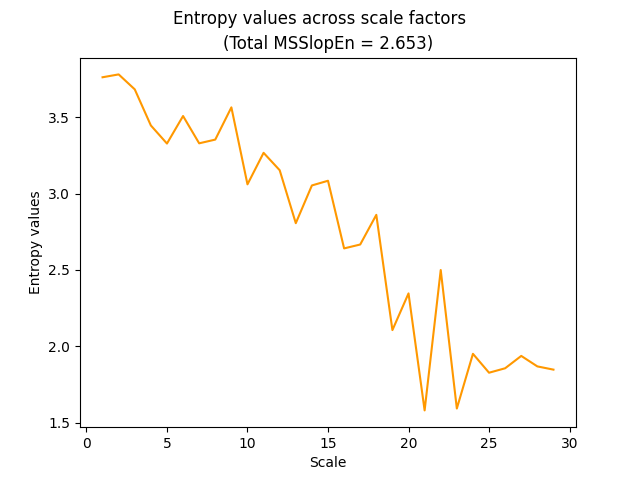 Entropy values across scale factors
(Total MSSlopEn = 2.653)
3.5
3.0
2.5
2.0
1.5
Entropy values
0 5 10 15 20 25 30
Scale